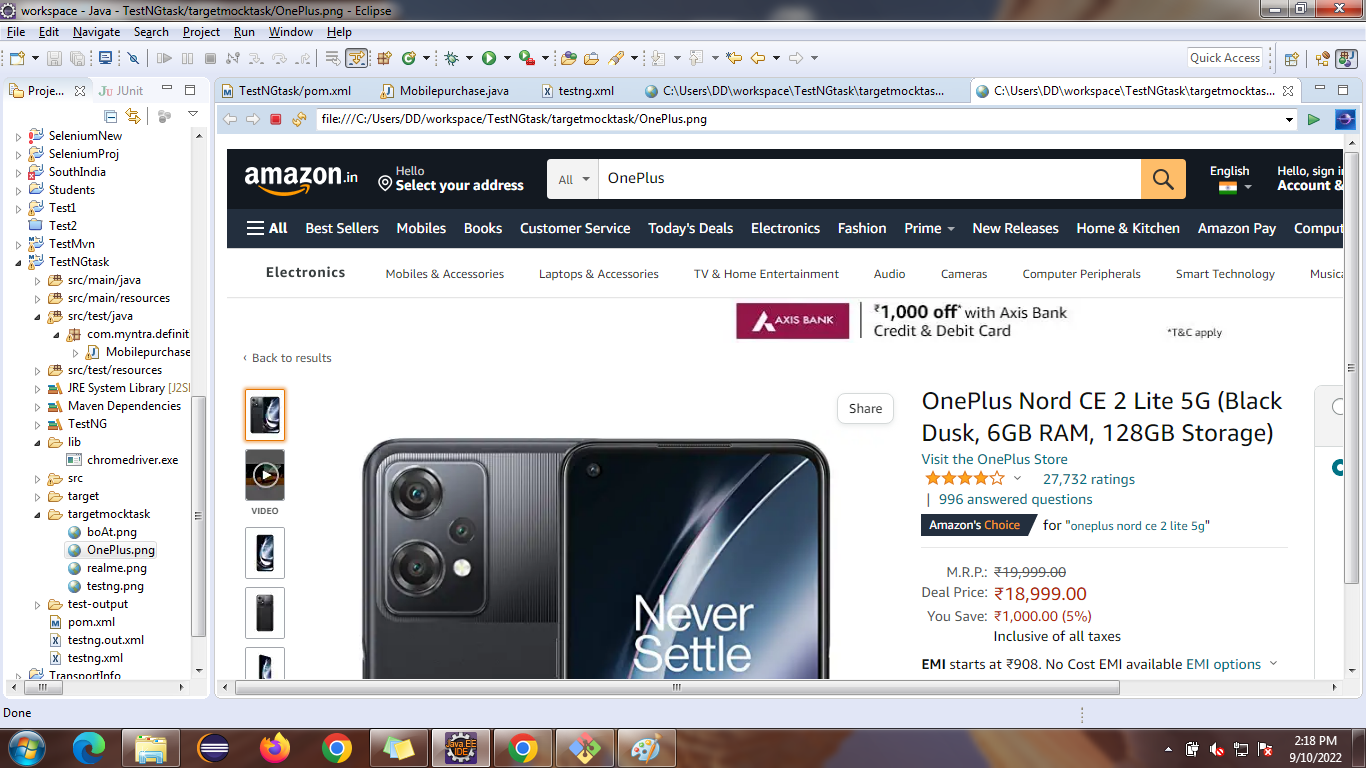 workspace - Java - TestNGtask/targetmocktask/OnePlus.png - Eclipse
File Edit Navigate Search Project Run Window Help
Quick Access
Proje...
JUnit
TestNGtask/pom.xml
Mobilepurchase.java
testng.xml
C:\Users\DD\workspace\TestNGtask\targetmocktas...
C:\Users\DD\workspace\TestNGtask\targetmocktas...
file:///C:/Users/DD/workspace/TestNGtask/targetmocktask/OnePlus.png
SeleniumNew
SeleniumProj
SouthIndia
Students
Test1
Test2
TestMvn
TestNGtask
src/main/java
src/main/resources
src/test/java
com.myntra.definit
Mobilepurchase
src/test/resources
JRE System Library [J2SI
Maven Dependencies
TestNG
lib
chromedriver.exe
src
target
targetmocktask
boAt.png
OnePlus.png
realme.png
testng.png
test-output
pom.xml
testng.out.xml
testng.xml
TransportInfo
amazon.in
Hello
Select your address
All
OnePlus
English
Hello, sign in
Account &
All Best Sellers Mobiles Books Customer Service Today's Deals Electronics Fashion Prime New Releases Home & Kitchen Amazon Pay Comput
Electronics Mobiles & Accessories Laptops & Accessories TV & Home Entertainment Audio Cameras Computer Peripherals Smart Technology Musica
AXIS BANK
₹1,000 off* with Axis Bank
Credit & Debit Card
*T&C apply
‹ Back to results
VIDEO
Share
Never
Settle
OnePlus Nord CE 2 Lite 5G (Black
Dusk, 6GB RAM, 128GB Storage)
Visit the OnePlus Store
27,732 ratings
| 996 answered questions
Amazon's Choice for "oneplus nord ce 2 lite 5g"
M.R.P.: ₹19,999.00
Deal Price: ₹18,999.00
You Save: ₹1,000.00 (5%)
Inclusive of all taxes
EMI starts at ₹908. No Cost EMI available EMI options
Done
Java EE
IDE
2:18 PM
9/10/2022